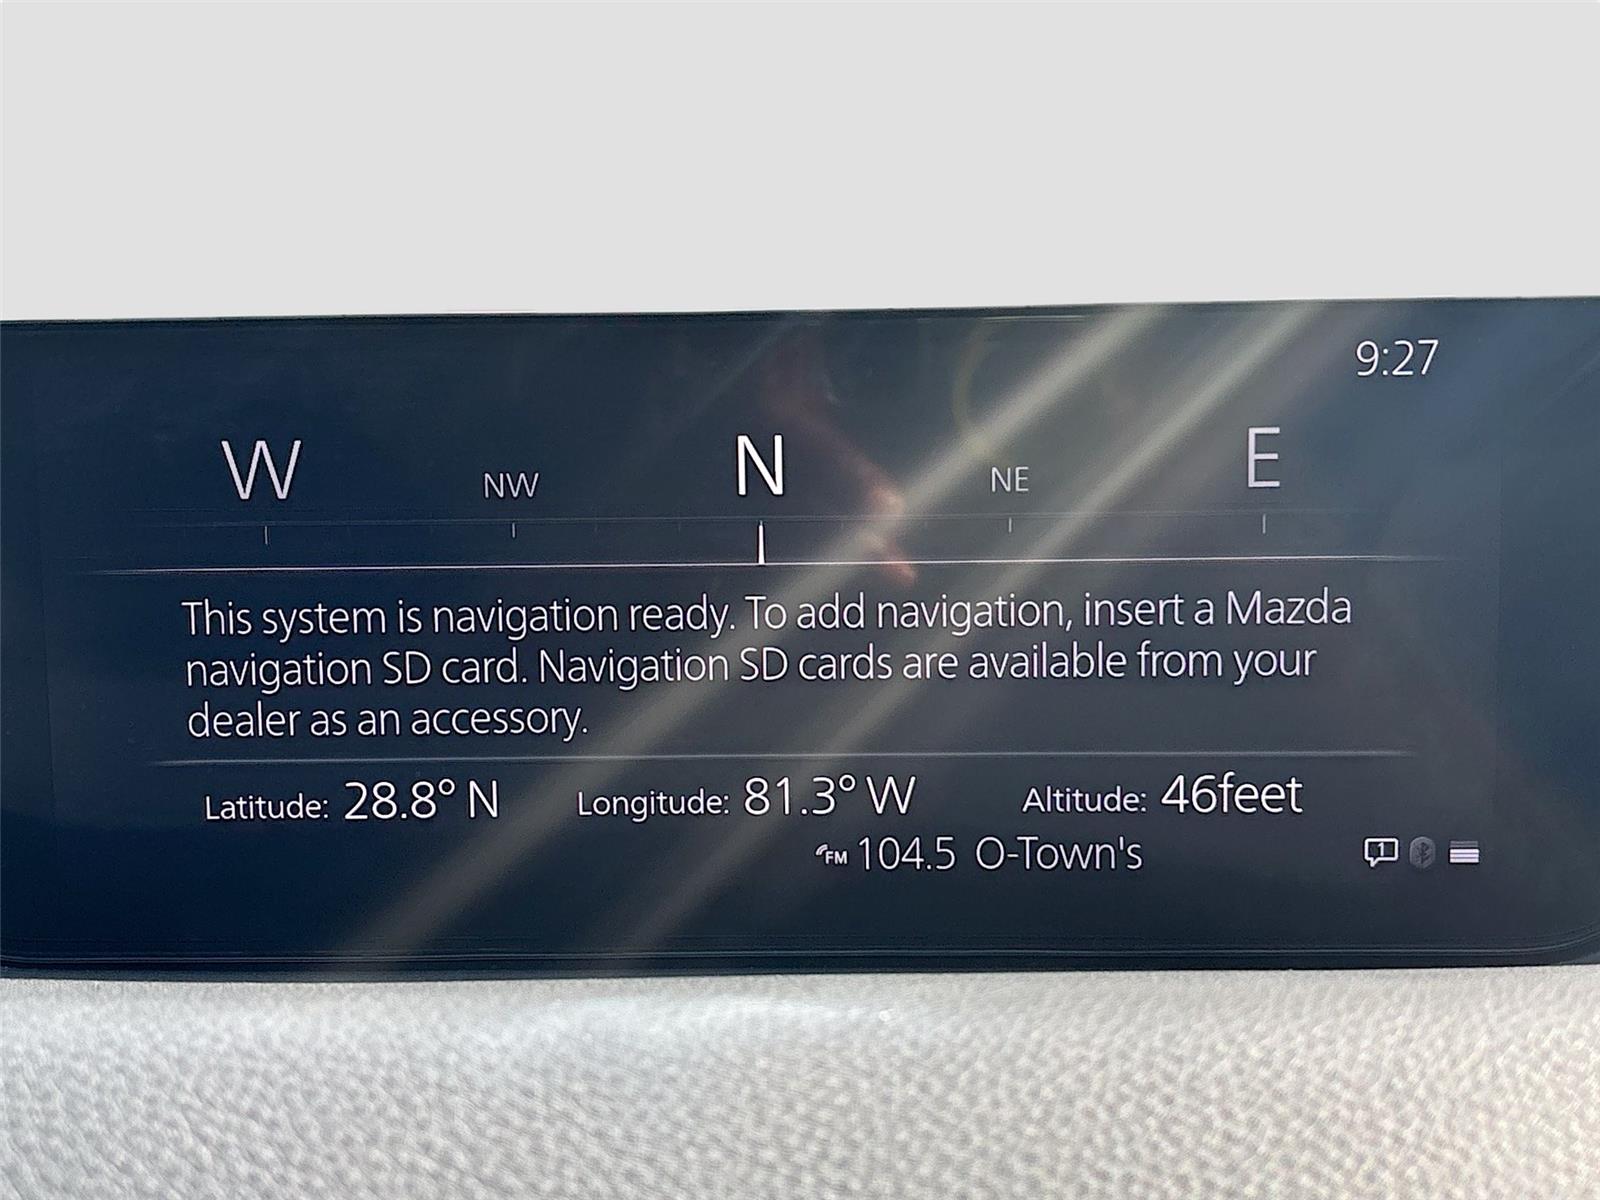 9:27
W NW N NE E
This system is navigation ready. To add navigation, insert a Mazda
navigation SD card. Navigation SD cards are available from your
dealer as an accessory.
Latitude: 28.8° N Longitude: 81.3° W Altitude: 46feet
FM 104.5 O-Town's 1